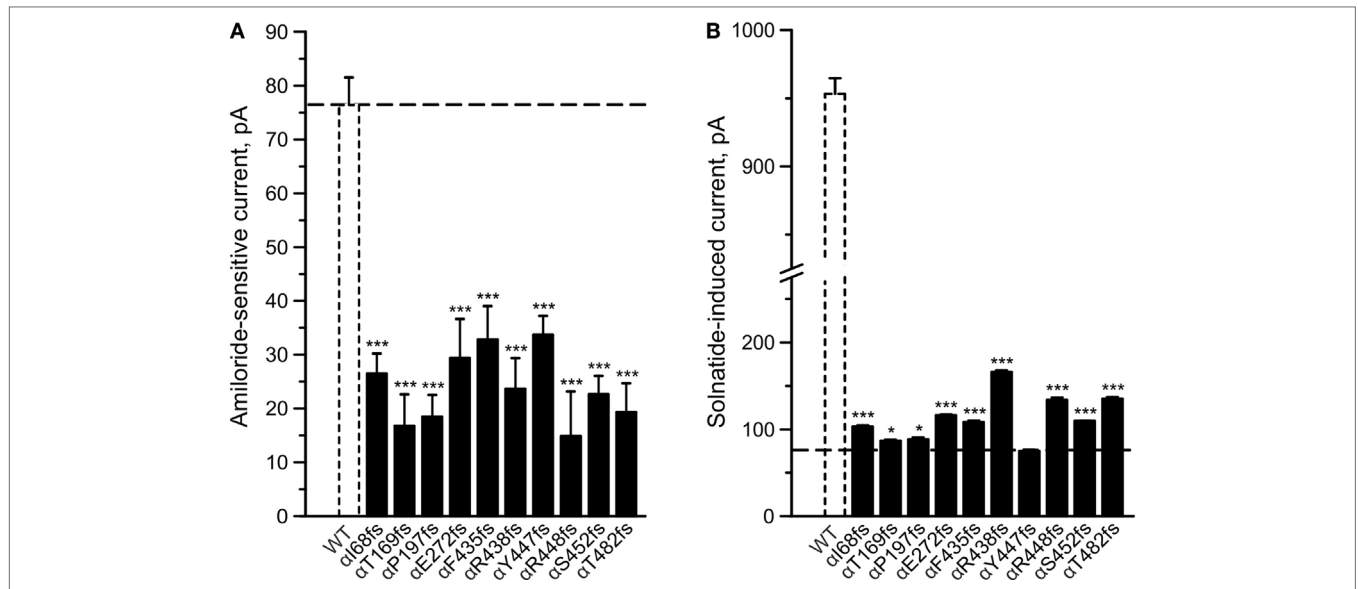 A
Amiloride-sensitive current, pA
90
80
70
60
50
40
30
20
10
0
***
***
***
***
***
***
***
***
***
***
WT
αI68fs
αT169fs
αP197fs
αE272fs
αF435fs
αR438fs
αY447fs
αR448fs
αS452fs
αT482fs
B
Solnatide-induced current, pA
1000
900
200
100
0
***
*
*
***
***
***
***
***
***
WT
αI68fs
αT169fs
αP197fs
αE272fs
αF435fs
αR438fs
αY447fs
αR448fs
αS452fs
αT482fs